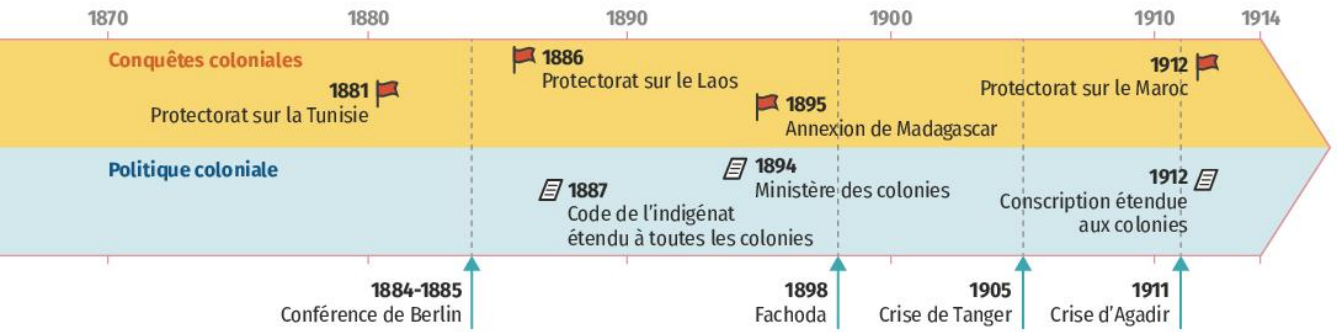 1870 1880 1890 1900 1910 1914
Conquêtes coloniales
1881
Protectorat sur la Tunisie
1886
Protectorat sur le Laos
1895
Annexion de Madagascar
1912
Protectorat sur le Maroc
Politique coloniale
1887
Code de l’indigénat
étendu à toutes les colonies
1894
Ministère des colonies
1912
Conscription étendue
aux colonies
1884-1885
Conférence de Berlin
1898
Fachoda
1905
Crise de Tanger
1911
Crise d’Agadir